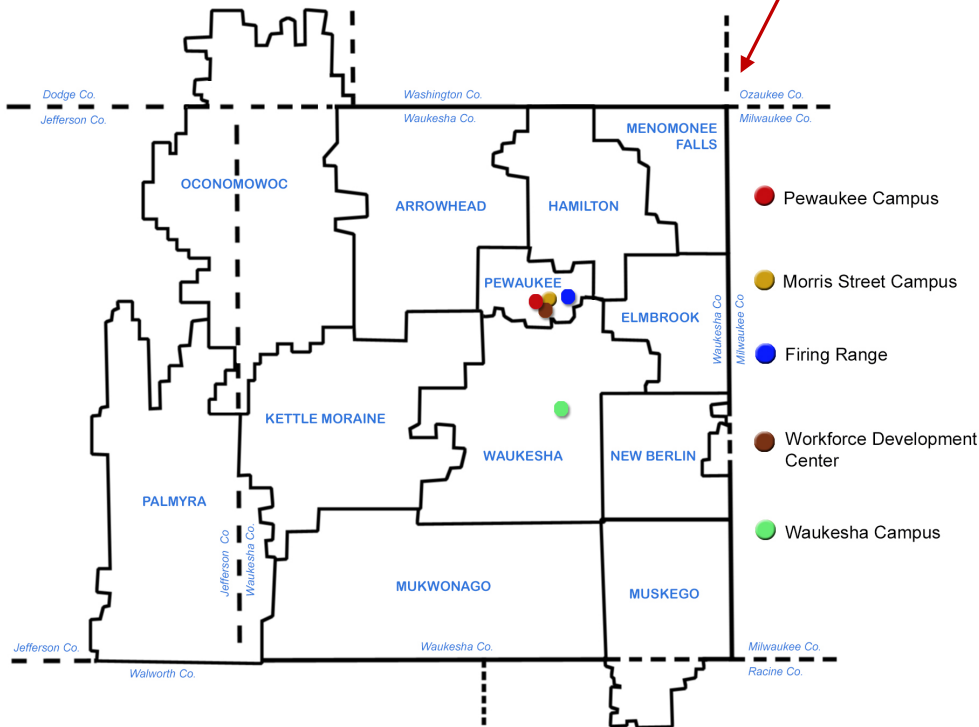 Dodge Co.
Washington Co.
Ozaukee Co.
Jefferson Co.
Waukesha Co.
Milwaukee Co.
MENOMONEE
FALLS
OCONOMOWOC
ARROWHEAD
HAMILTON
Pewaukee Campus
PEWAUKEE
Morris Street Campus
ELMBROOK
Waukesha Co
Milwaukee Co
Firing Range
KETTLE MORAINE
WAUKESHA
NEW BERLIN
Workforce Development
Center
PALMYRA
Jefferson Co
Waukesha Co.
Waukesha Campus
MUKWONAGO
MUSKEGO
Jefferson Co.
Waukesha Co.
Milwaukee Co.
Walworth Co.
Racine Co.